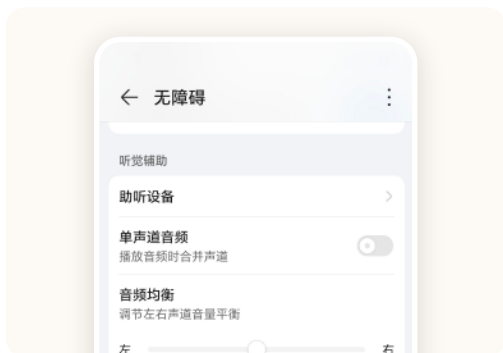 无障碍
听觉辅助
助听设备
单声道音频
播放音频时合并声道
音频均衡
调节左右声道音量平衡
左 右